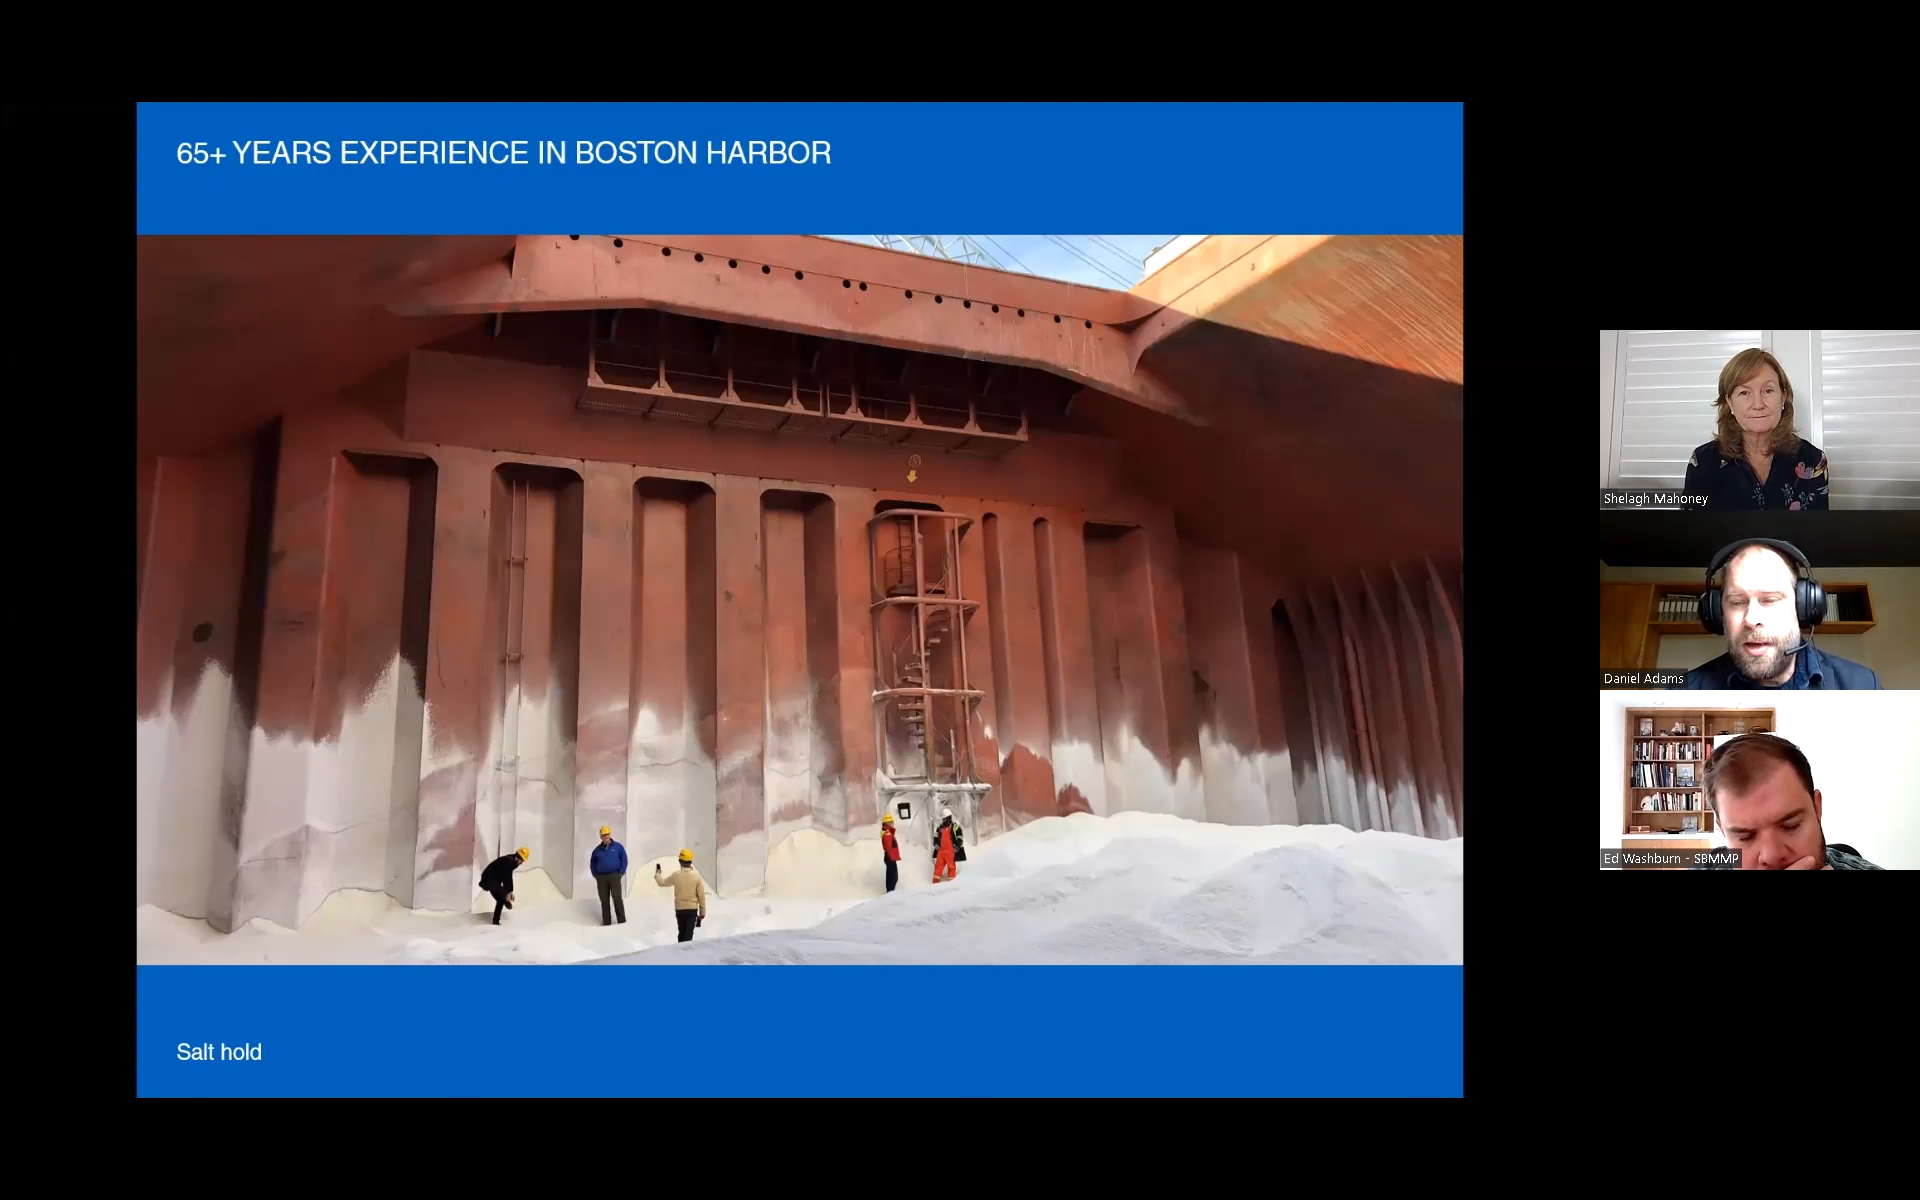 65+ YEARS EXPERIENCE IN BOSTON HARBOR
Salt hold
Shelagh Mahoney
Daniel Adams
Ed Washburn - SBMMP